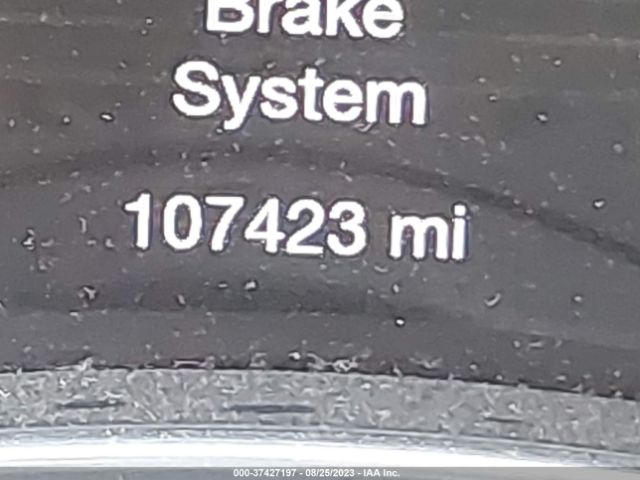 Brake
System
107423 mi
000-37427197 - 08/25/2023 - IAA Inc.